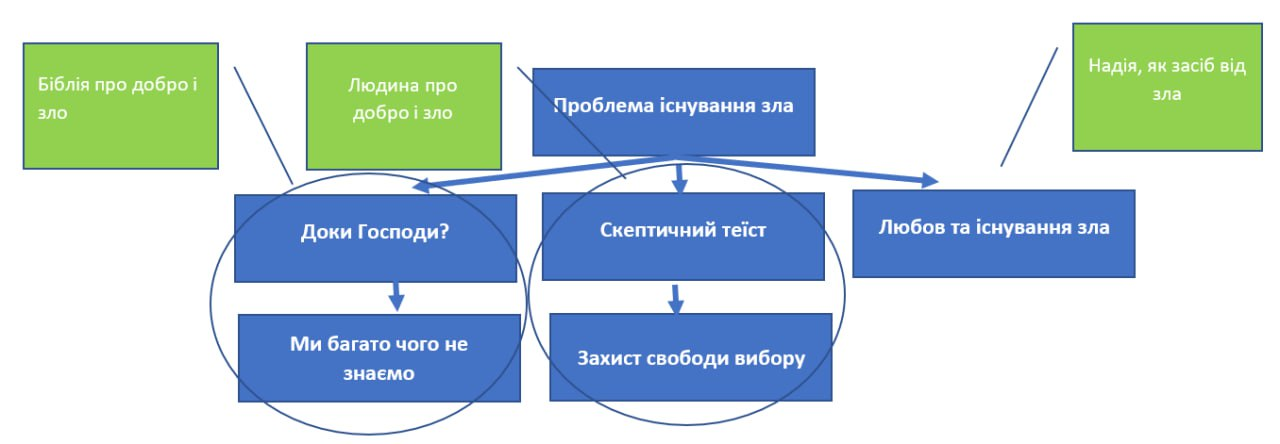 Біблія про добро і
зло
Людина про
добро і зло
Проблема існування зла
Надія, як засіб від
зла
Доки Господи?
Скептичний теїст
Любов та існування зла
Ми багато чого не
знаємо
Захист свободи вибору